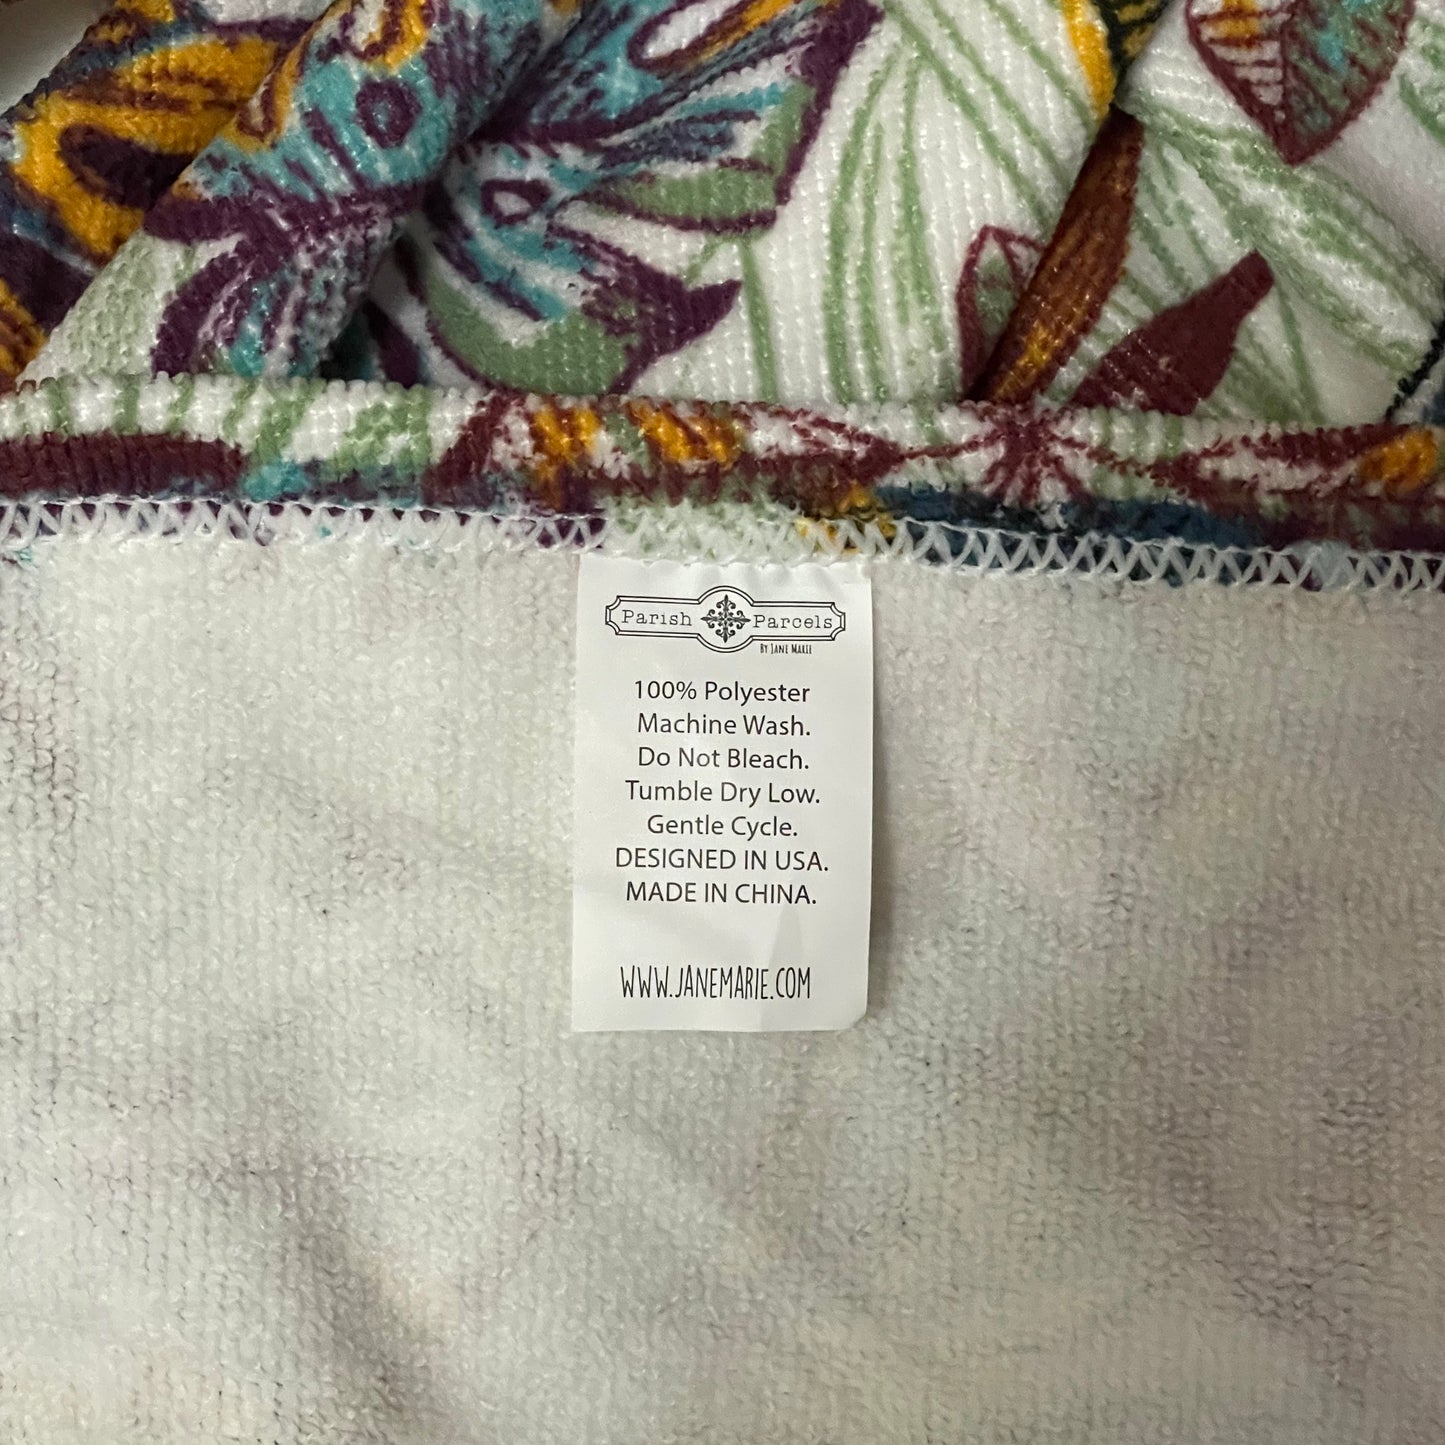 Parish Parcels
BY JANE MARIE
100% Polyester
Machine Wash.
Do Not Bleach.
Tumble Dry Low.
Gentle Cycle.
DESIGNED IN USA.
MADE IN CHINA.
WWW.JANEMARIE.COM